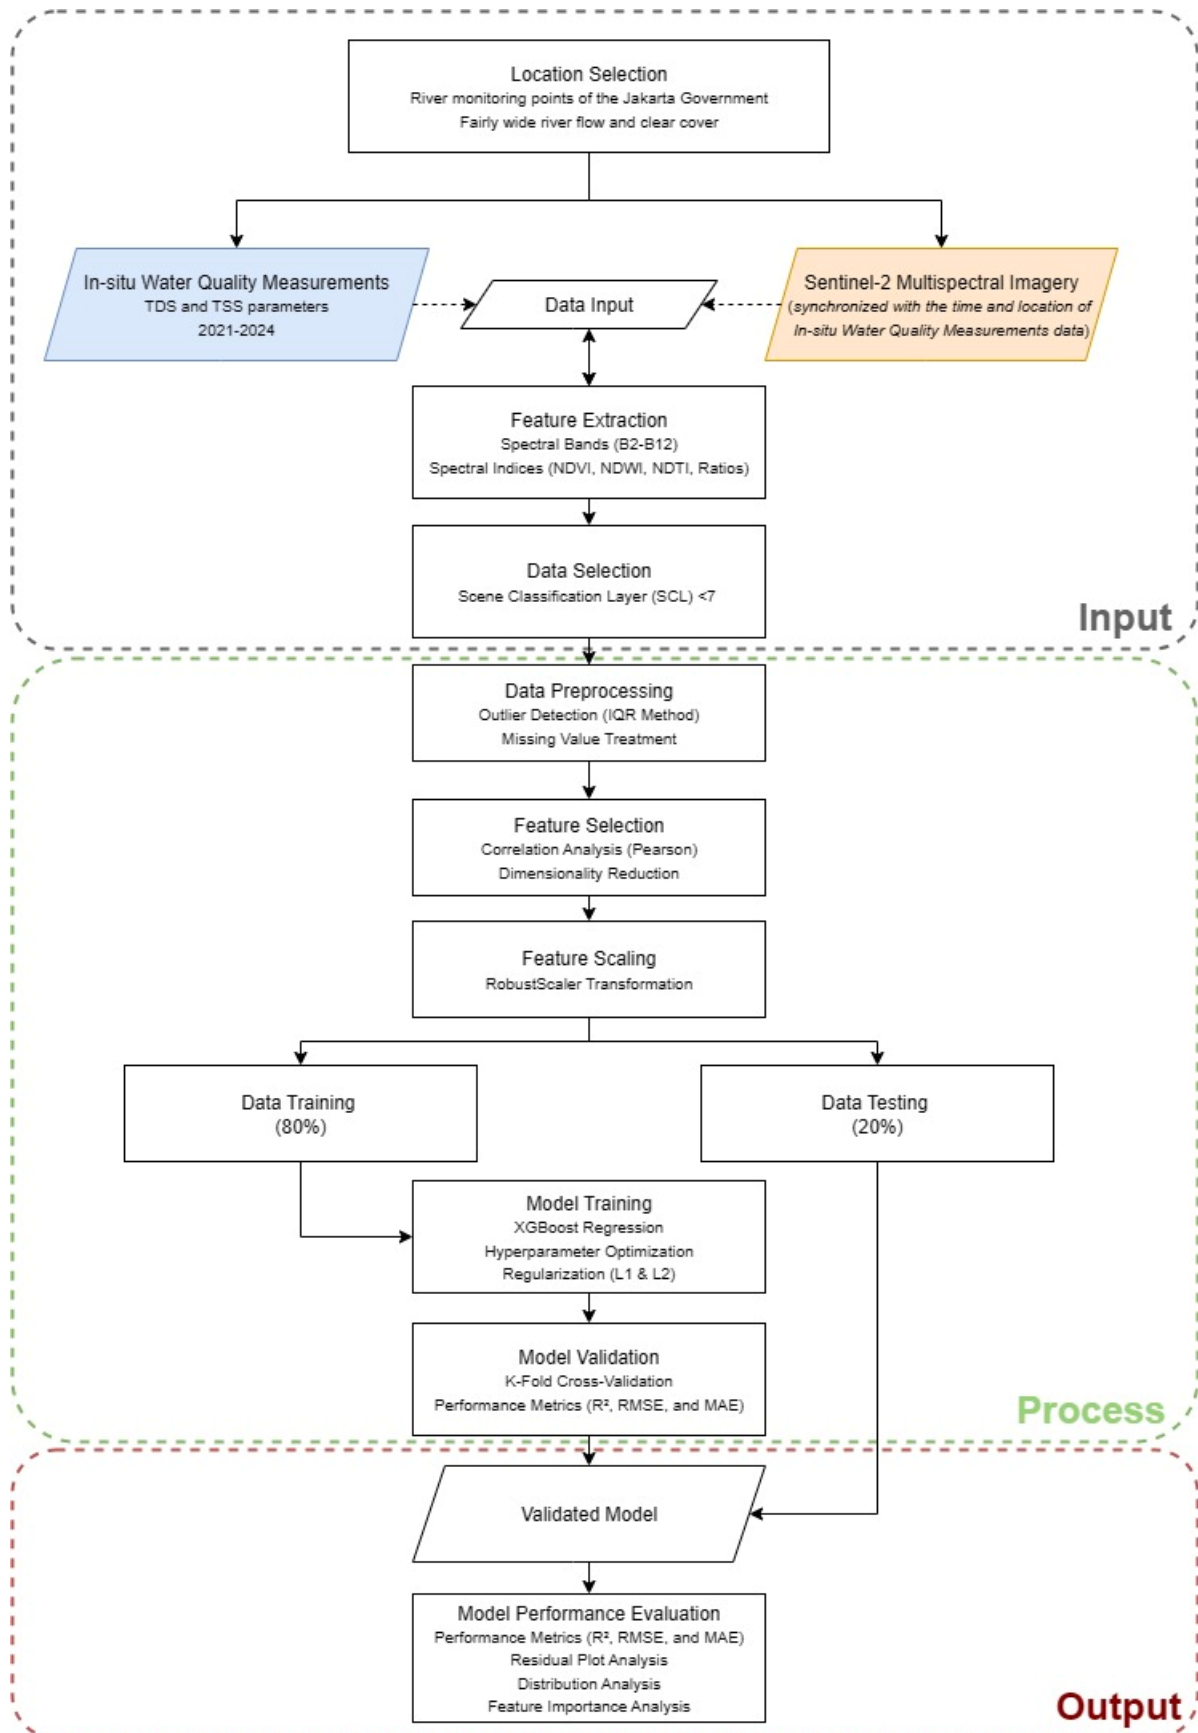 Location Selection
River monitoring points of the Jakarta Government
Fairly wide river flow and clear cover
In-situ Water Quality Measurements
TDS and TSS parameters
2021-2024
Data Input
Sentinel-2 Multispectral Imagery
(synchronized with the time and location of
In-situ Water Quality Measurements data)
Feature Extraction
Spectral Bands (B2-B12)
Spectral Indices (NDVI, NDWI, NDTI, Ratios)
Data Selection
Scene Classification Layer (SCL) <7
Input
Data Preprocessing
Outlier Detection (IQR Method)
Missing Value Treatment
Feature Selection
Correlation Analysis (Pearson)
Dimensionality Reduction
Feature Scaling
RobustScaler Transformation
Data Training
(80%)
Data Testing
(20%)
Model Training
XGBoost Regression
Hyperparameter Optimization
Regularization (L1 & L2)
Model Validation
K-Fold Cross-Validation
Performance Metrics (R², RMSE, and MAE)
Process
Validated Model
Model Performance Evaluation
Performance Metrics (R², RMSE, and MAE)
Residual Plot Analysis
Distribution Analysis
Feature Importance Analysis
Output